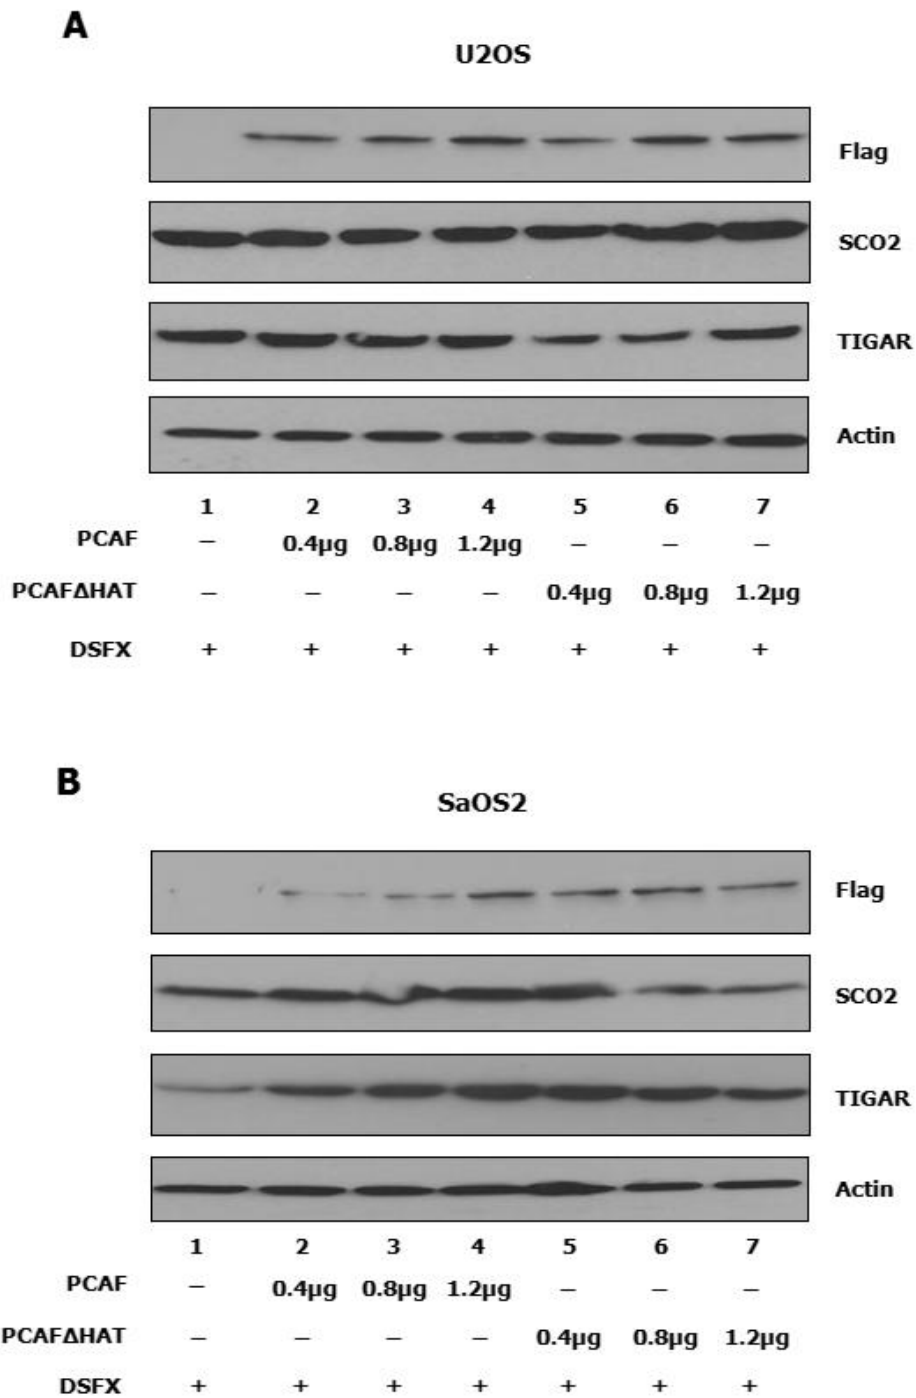 A
U2OS
Flag
SCO2
TIGAR
Actin
1 2 3 4 5 6 7
PCAF – 0.4µg 0.8µg 1.2µg – – –
PCAFΔHAT – – – – 0.4µg 0.8µg 1.2µg
DSFX + + + + + + +
B
SaOS2
Flag
SCO2
TIGAR
Actin
1 2 3 4 5 6 7
PCAF – 0.4µg 0.8µg 1.2µg – – –
PCAFΔHAT – – – – 0.4µg 0.8µg 1.2µg
DSFX + + + + + + +